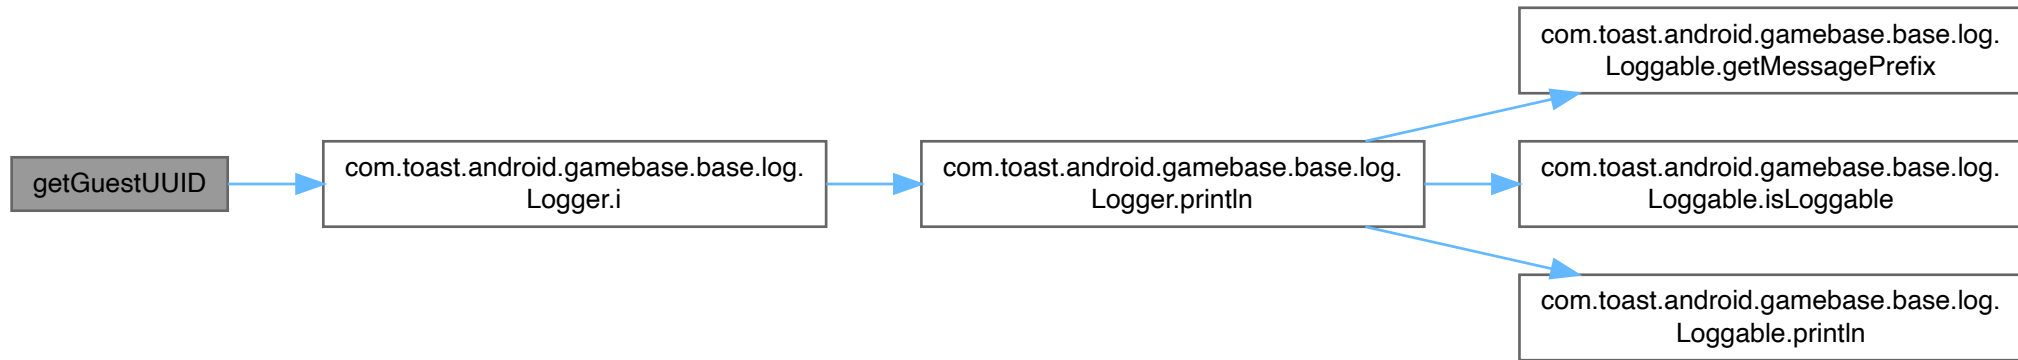 getGuestUUID
com.toast.android.gamebase.base.log.
Logger.i
com.toast.android.gamebase.base.log.
Logger.println
com.toast.android.gamebase.base.log.
Loggable.getMessagePrefix
com.toast.android.gamebase.base.log.
Loggable.isLoggable
com.toast.android.gamebase.base.log.
Loggable.println